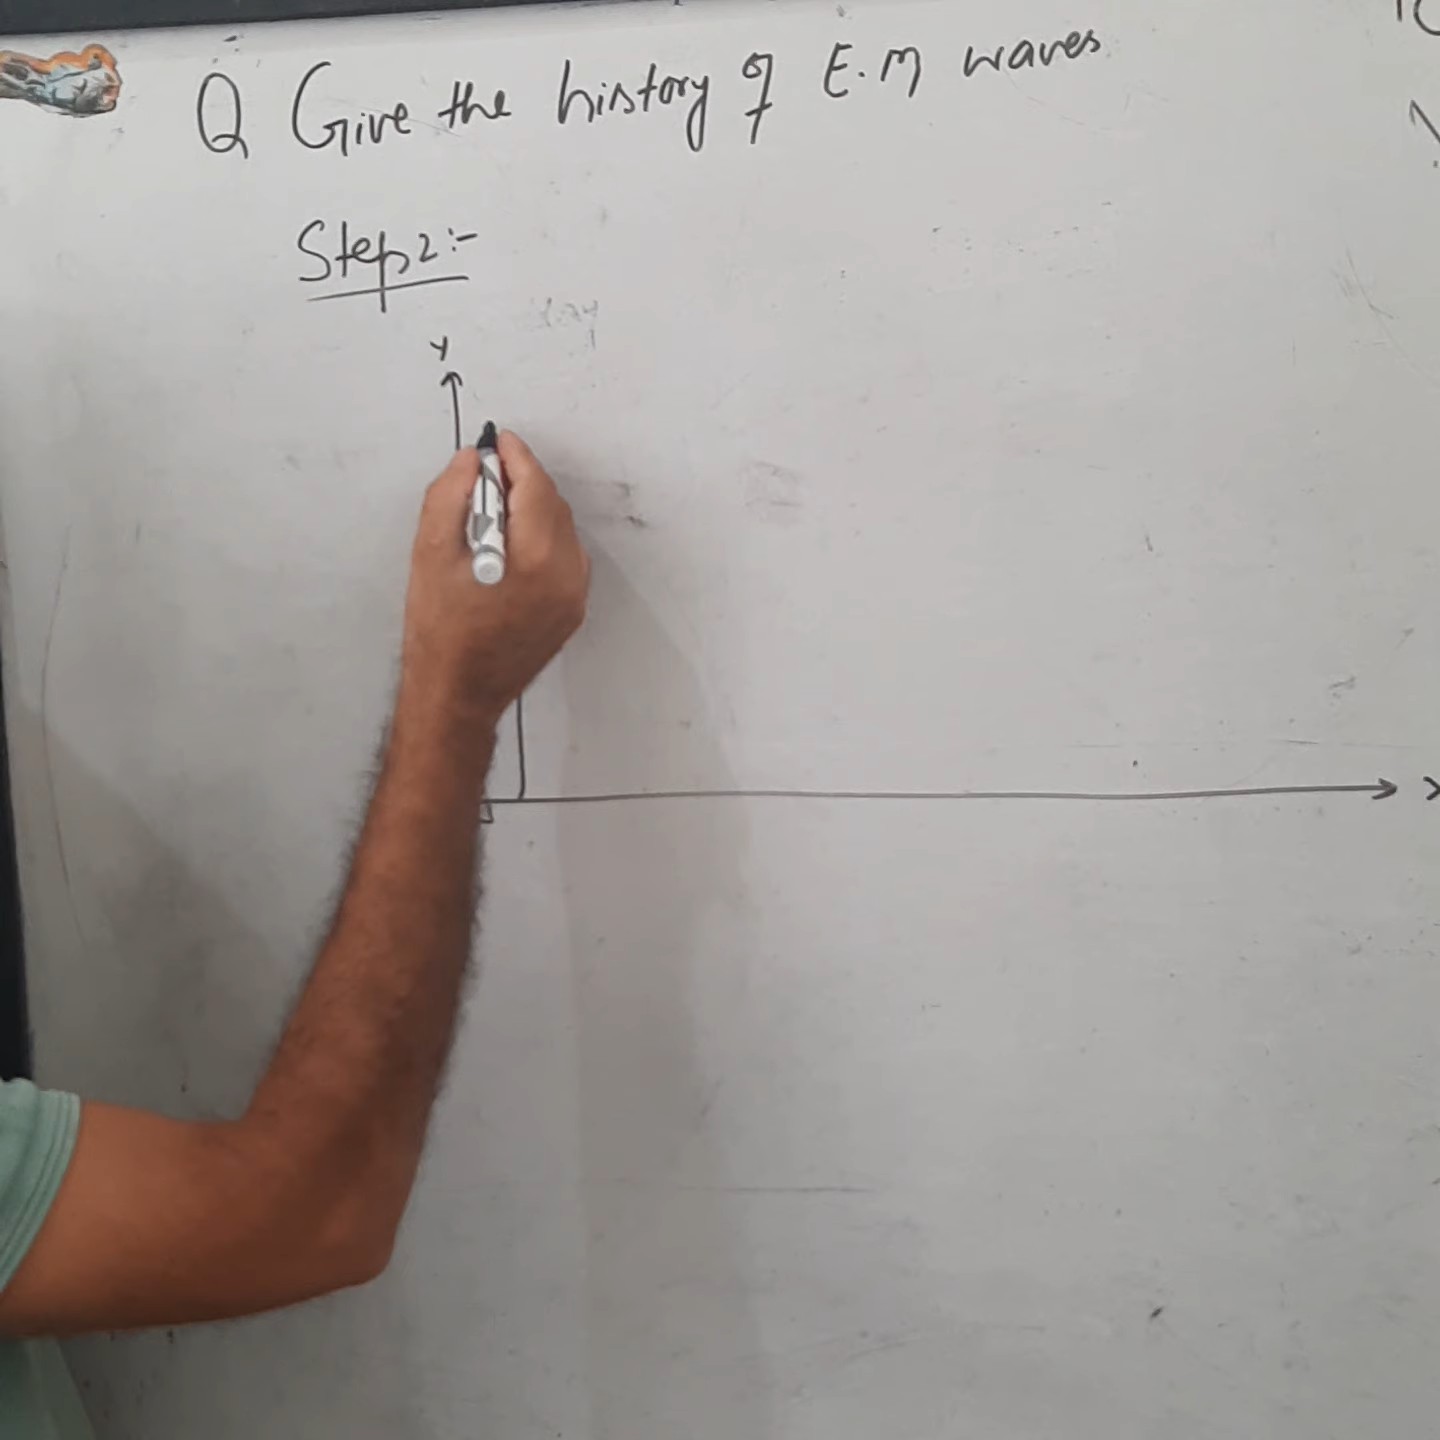 Q Give the history of E.M waves
Step2:-
Y
X